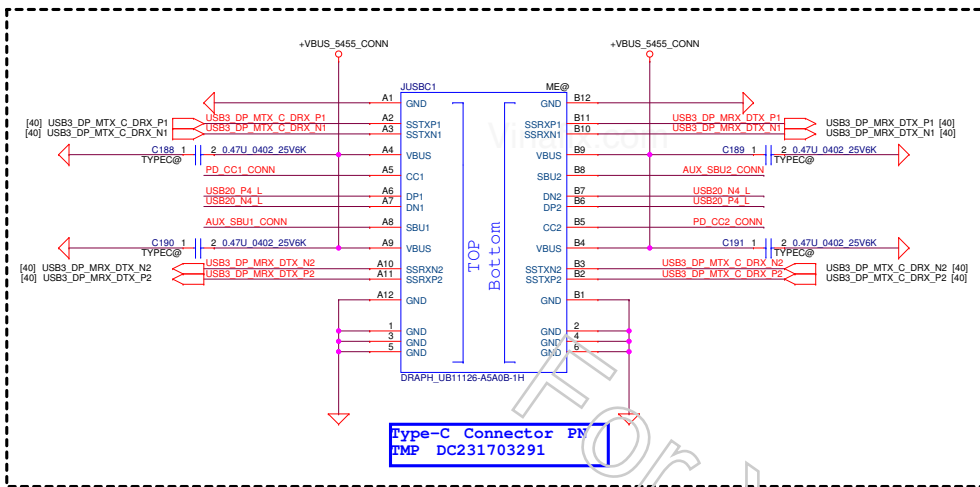 +VBUS_5455_CONN
+VBUS_5455_CONN
JUSBC1 ME@
A1 GND GND B12
[40] USB3_DP_MTX_C_DRX_P1 USB3_DP_MTX_C_DRX_P1 A2 SSTXP1 SSRXP1 B11 USB3_DP_MRX_DTX_P1 USB3_DP_MRX_DTX_P1 [40]
[40] USB3_DP_MTX_C_DRX_N1 USB3_DP_MTX_C_DRX_N1 A3 SSTXN1 SSRXN1 B10 USB3_DP_MRX_DTX_N1 USB3_DP_MRX_DTX_N1 [40]
C188 1 2 0.47U_0402_25V6K A4 VBUS VBUS B9 C189 1 2 0.47U_0402_25V6K
TYPEC@ TYPEC@
PD_CC1_CONN A5 CC1 SBU2 B8 AUX_SBU2_CONN
USB20_P4_L A6 DP1 DN2 B7 USB20_N4_L
USB20_N4_L A7 DN1 DP2 B6 USB20_P4_L
AUX_SBU1_CONN A8 SBU1 CC2 B5 PD_CC2_CONN
C190 1 2 0.47U_0402_25V6K A9 VBUS VBUS B4 C191 1 2 0.47U_0402_25V6K
TYPEC@ TYPEC@
[40] USB3_DP_MRX_DTX_N2 USB3_DP_MRX_DTX_N2 A10 SSRXN2 SSTXN2 B3 USB3_DP_MTX_C_DRX_N2 USB3_DP_MTX_C_DRX_N2 [40]
[40] USB3_DP_MRX_DTX_P2 USB3_DP_MRX_DTX_P2 A11 SSRXP2 SSTXP2 B2 USB3_DP_MTX_C_DRX_P2 USB3_DP_MTX_C_DRX_P2 [40]
A12 GND GND B1
1 GND GND 2
3 GND GND 4
5 GND GND 6
TOP
Bottom
DRAPH_UB11126-A5A0B-1H
Type-C Connector PN
TMP DC231703291
For